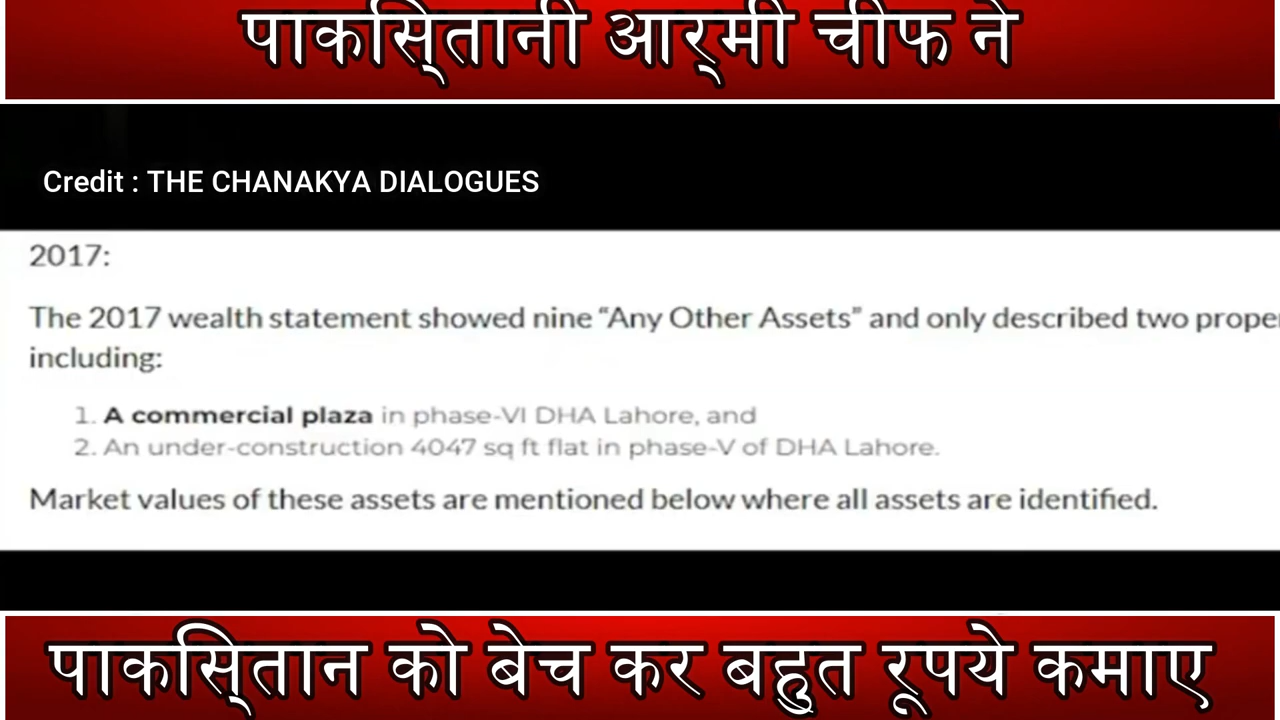 पाकिस्तानी आर्मी चीफ ने
Credit : THE CHANAKYA DIALOGUES
2017:
The 2017 wealth statement showed nine “Any Other Assets” and only described two
including:
1. A commercial plaza in phase-VI DHA Lahore, and
2. An under-construction 4047 sq ft flat in phase-V of DHA Lahore.
Market values of these assets are mentioned below where all assets are identified.
पाकिस्तान को बेच कर बहुत रूपये कमाए